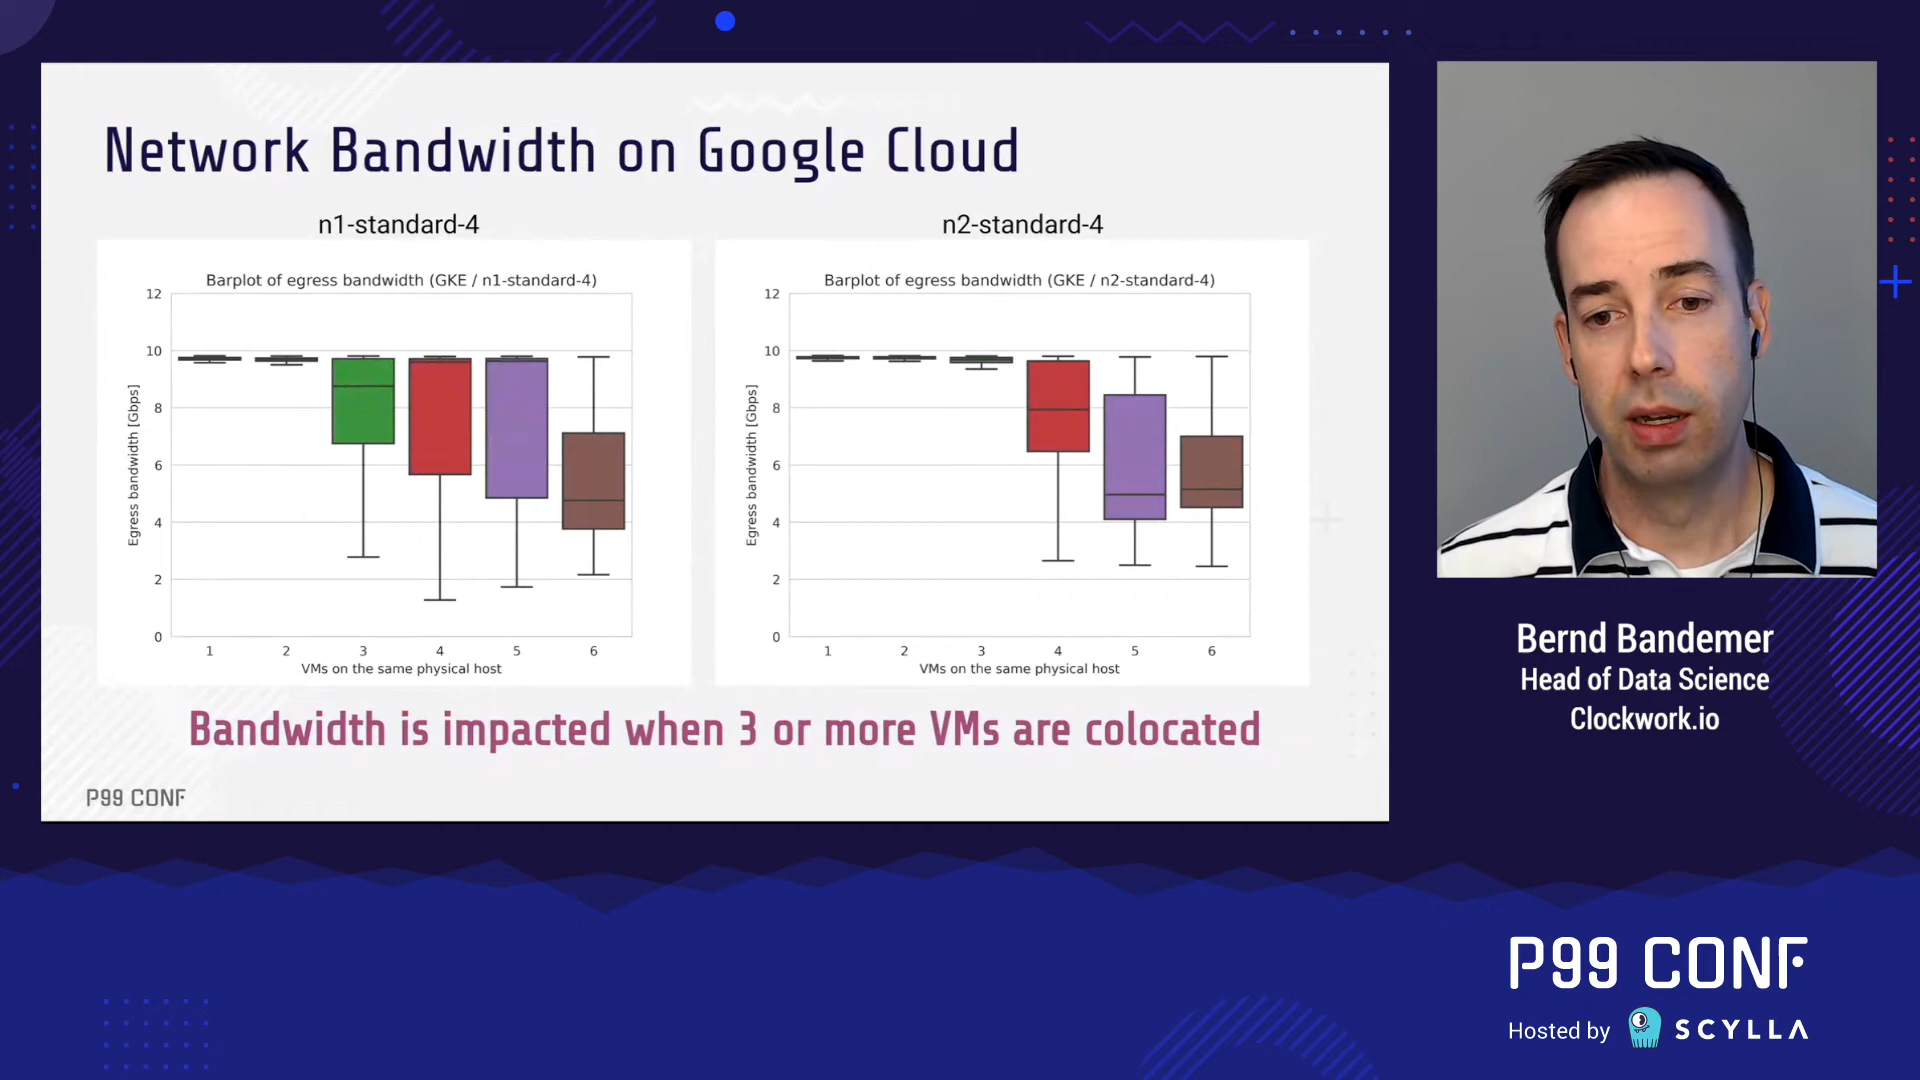 Network Bandwidth on Google Cloud
n1-standard-4
n2-standard-4
Barplot of egress bandwidth (GKE / n1-standard-4)
Egress bandwidth [Gbps]
12
10
8
6
4
2
0
1 2 3 4 5 6
VMs on the same physical host
Barplot of egress bandwidth (GKE / n2-standard-4)
Egress bandwidth [Gbps]
12
10
8
6
4
2
0
1 2 3 4 5 6
VMs on the same physical host
Bandwidth is impacted when 3 or more VMs are colocated
P99 CONF
Bernd Bandemer
Head of Data Science
Clockwork.io
P99 CONF
Hosted by SCYLLA